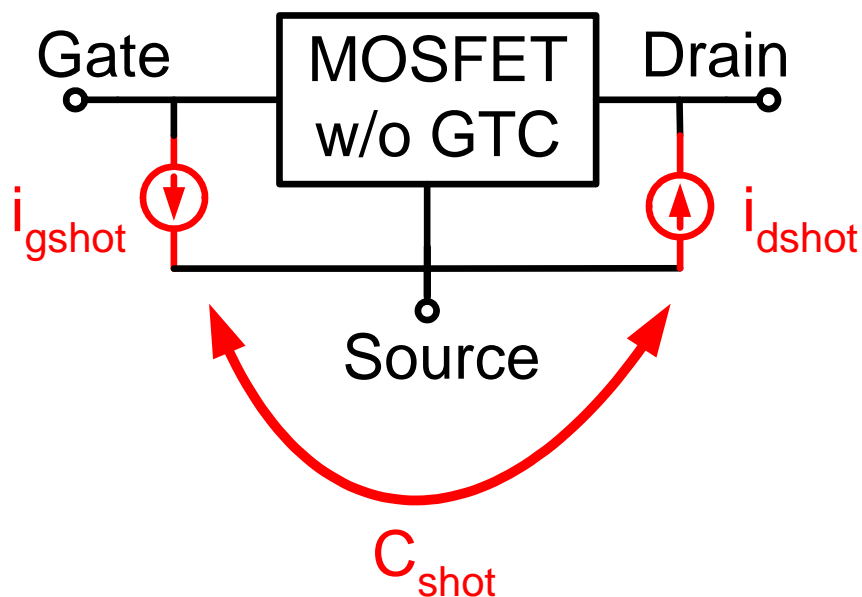 Gate
MOSFET
w/o GTC
Drain
igshot
idshot
Source
Cshot